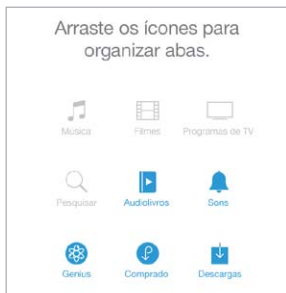 Arraste os ícones para
organizar abas.
Música Filmes Programas de TV
Pesquisar Audiolivros Sons
Genius Comprado Descargas